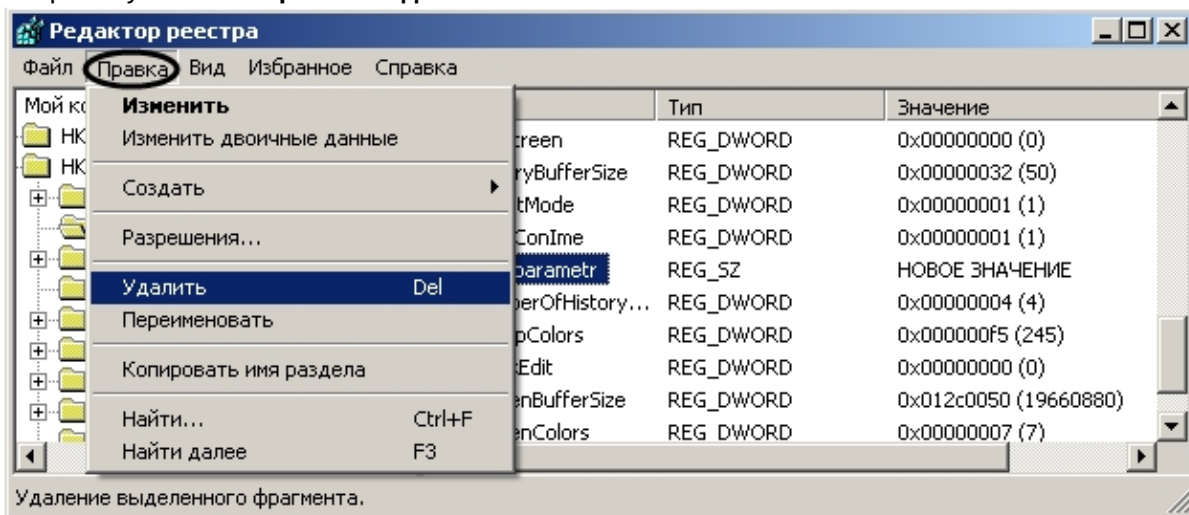 Редактор реестра
Файл Правка Вид Избранное Справка
Мой Тип Значение
Изменить
Изменить двоичные данные
Создать
Разрешения...
Удалить Del
Переименовать
Копировать имя раздела
Найти... Ctrl+F
Найти далее F3
HK
HK
creen REG_DWORD 0x00000000 (0)
ryBufferSize REG_DWORD 0x00000032 (50)
tMode REG_DWORD 0x00000001 (1)
ConIme REG_DWORD 0x00000001 (1)
parametr REG_SZ НОВОЕ ЗНАЧЕНИЕ
berOfHistory... REG_DWORD 0x00000004 (4)
pColors REG_DWORD 0x000000f5 (245)
Edit REG_DWORD 0x00000000 (0)
enBufferSize REG_DWORD 0x012c0050 (19660880)
enColors REG_DWORD 0x00000007 (7)
Удаление выделенного фрагмента.